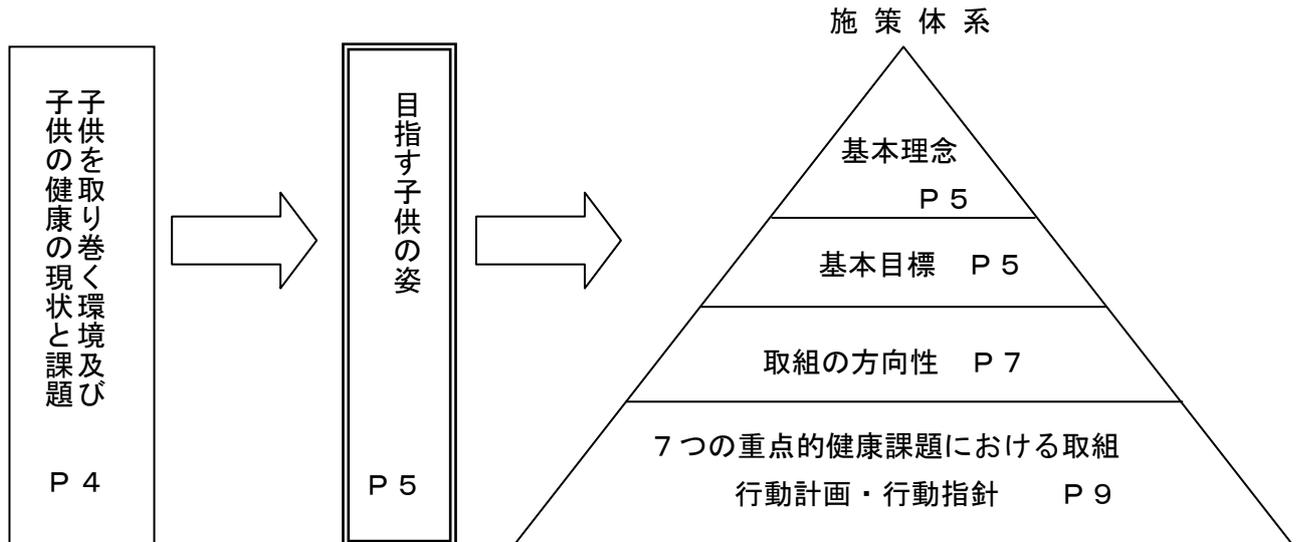 施策体系
子供を取り巻く環境及び
子供の健康の現状と課題
Ｐ４
目指す子供の姿
Ｐ５
基本理念
Ｐ５
基本目標　Ｐ５
取組の方向性　Ｐ７
７つの重点的健康課題における取組
行動計画・行動指針　Ｐ９